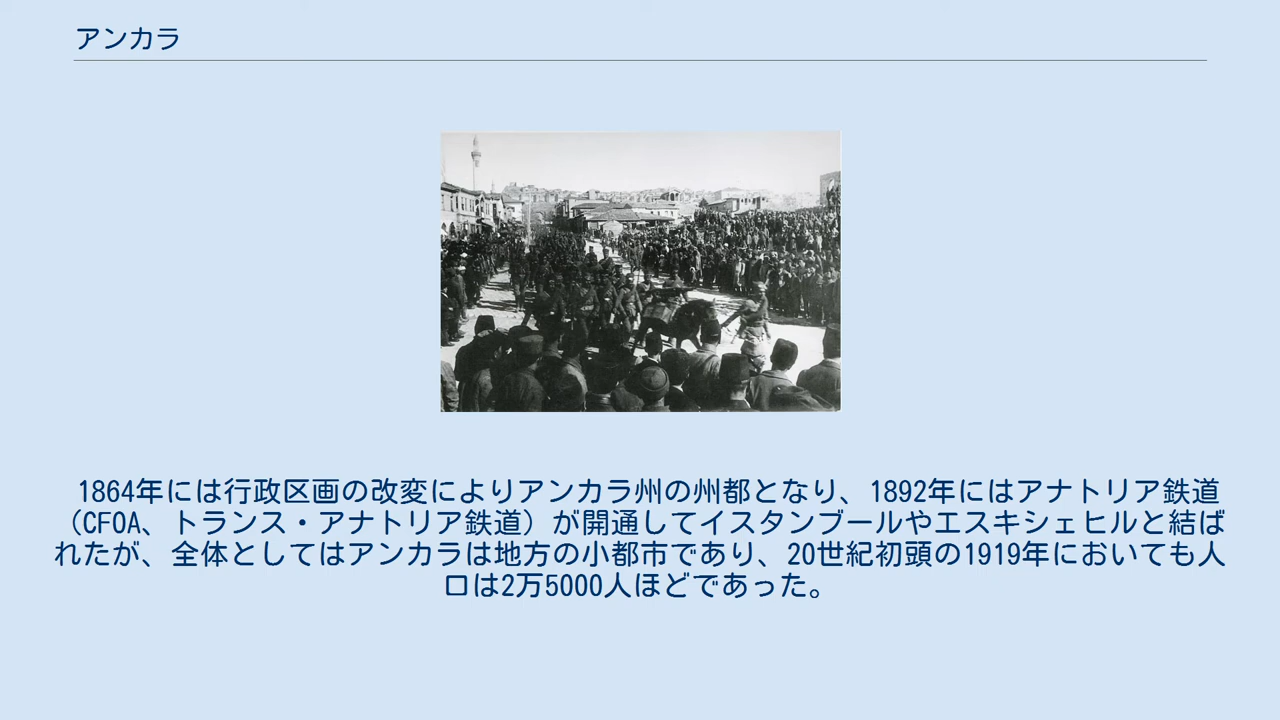 アンカラ
1864年には行政区画の改変によりアンカラ州の州都となり、1892年にはアナトリア鉄道
（CFOA、トランス・アナトリア鉄道）が開通してイスタンブールやエスキシェヒルと結ば
れたが、全体としてはアンカラは地方の小都市であり、20世紀初頭の1919年においても人
口は2万5000人ほどであった。